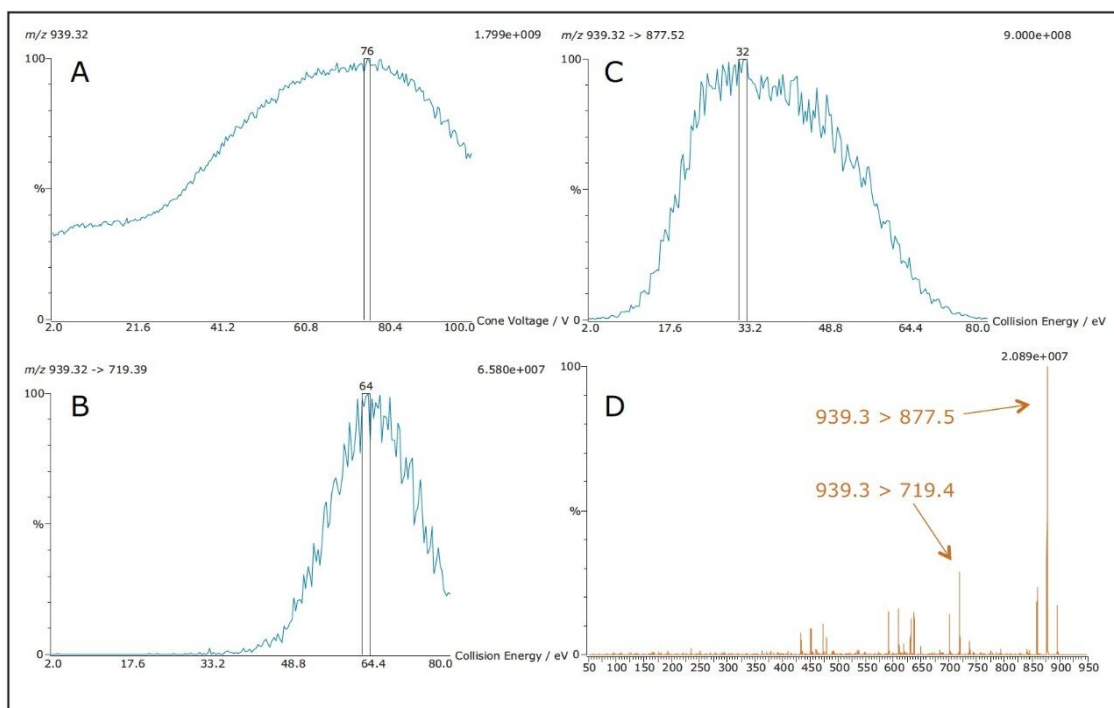 m/z 939.32
1.799e+009
76
100
A
%
0
2.0 21.6 41.2 60.8 80.4 100.0
Cone Voltage / V
m/z 939.32 -> 877.52
9.000e+008
32
100
C
%
0
2.0 17.6 33.2 48.8 64.4 80.0
Collision Energy / eV
m/z 939.32 -> 719.39
6.580e+007
64
100
B
%
0
2.0 17.6 33.2 48.8 64.4 80.0
Collision Energy / eV
2.089e+007
100
D
939.3 > 877.5
939.3 > 719.4
%
0
50 100 150 200 250 300 350 400 450 500 550 600 650 700 750 800 850 900 950